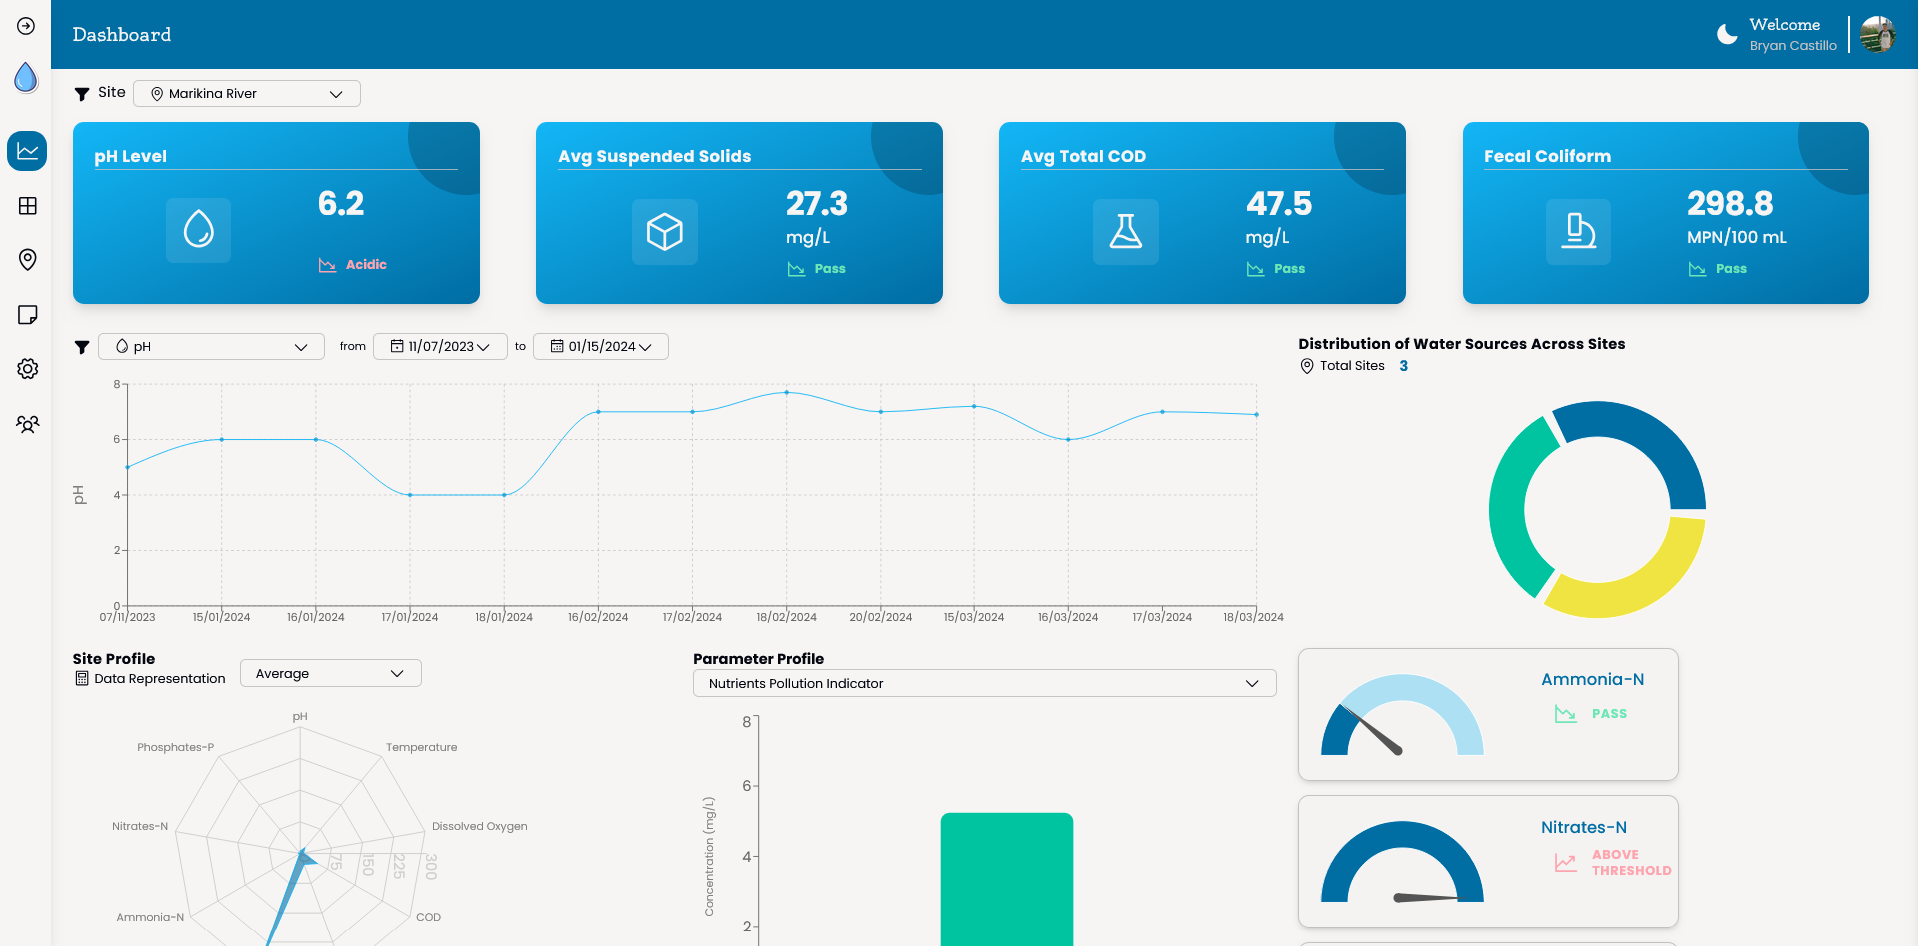 Dashboard
Welcome
Bryan Castillo
Site
Marikina River
pH Level
6.2
Acidic
Avg Suspended Solids
27.3
mg/L
Pass
Avg Total COD
47.5
mg/L
Pass
Fecal Coliform
298.8
MPN/100 mL
Pass
pH
from
11/07/2023
to
01/15/2024
8
6
4
2
0
pH
07/11/2023
15/01/2024
16/01/2024
17/01/2024
18/01/2024
16/02/2024
17/02/2024
18/02/2024
20/02/2024
15/03/2024
16/03/2024
17/03/2024
18/03/2024
Distribution of Water Sources Across Sites
Total Sites 3
Site Profile
Data Representation
Average
pH
Temperature
Dissolved Oxygen
COD
Ammonia-N
Nitrates-N
Phosphates-P
75
150
225
300
Parameter Profile
Nutrients Pollution Indicator
8
6
4
2
Concentration (mg/L)
Ammonia-N
PASS
Nitrates-N
ABOVE
THRESHOLD